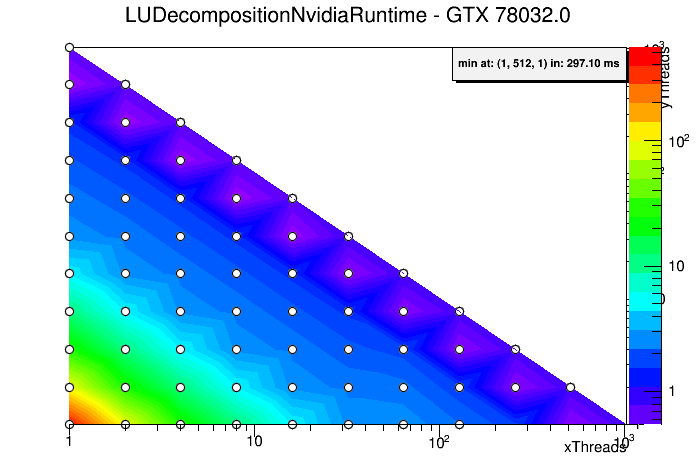 LUDecompositionNvidiaRuntime - GTX 78032.0
min at: (1, 512, 1) in: 297.10 ms
yThreads
10³
10²
10
1
1
10
10²
10³
xThreads